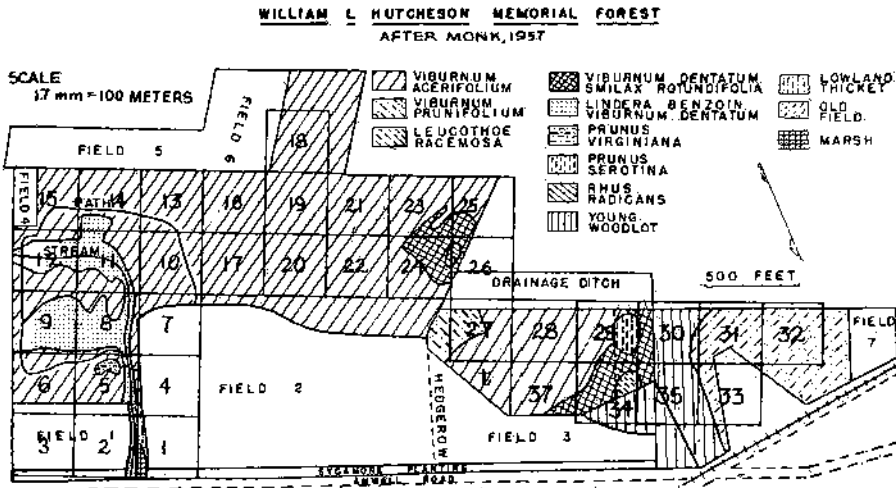 WILLIAM L HUTCHESON MEMORIAL FOREST
AFTER MONK, 1957
SCALE
1.7 mm = 100 METERS
VIBURNUM
ACERIFOLIUM
VIBURNUM
PRUNIFOLIUM
LEUCOTHOE
RACEMOSA
VIBURNUM DENTATUM
SMILAX ROTUNDIFOLIA
LINDERA BENZOIN
VIBURNUM DENTATUM
PRUNUS
VIRGINIANA
PRUNUS
SEROTINA
RHUS
RADICANS
YOUNG
WOODLOT
LOWLAND
THICKET
OLD
FIELD
MARSH
FIELD 5
FIELD 6
18
FIELD 4
15 14 13 18 19 21 23 25
PATH
STREAM
12 11 10 17 20 22 24 26
DRAINAGE DITCH
500 FEET
9 8 7
27 28 29 30 31 32
FIELD 7
6 5 4
FIELD 2
HEDGEROW
37 34 35 33
FIELD 1
3 2 1
FIELD 3
SYCAMORE PLANTING
AMWELL ROAD